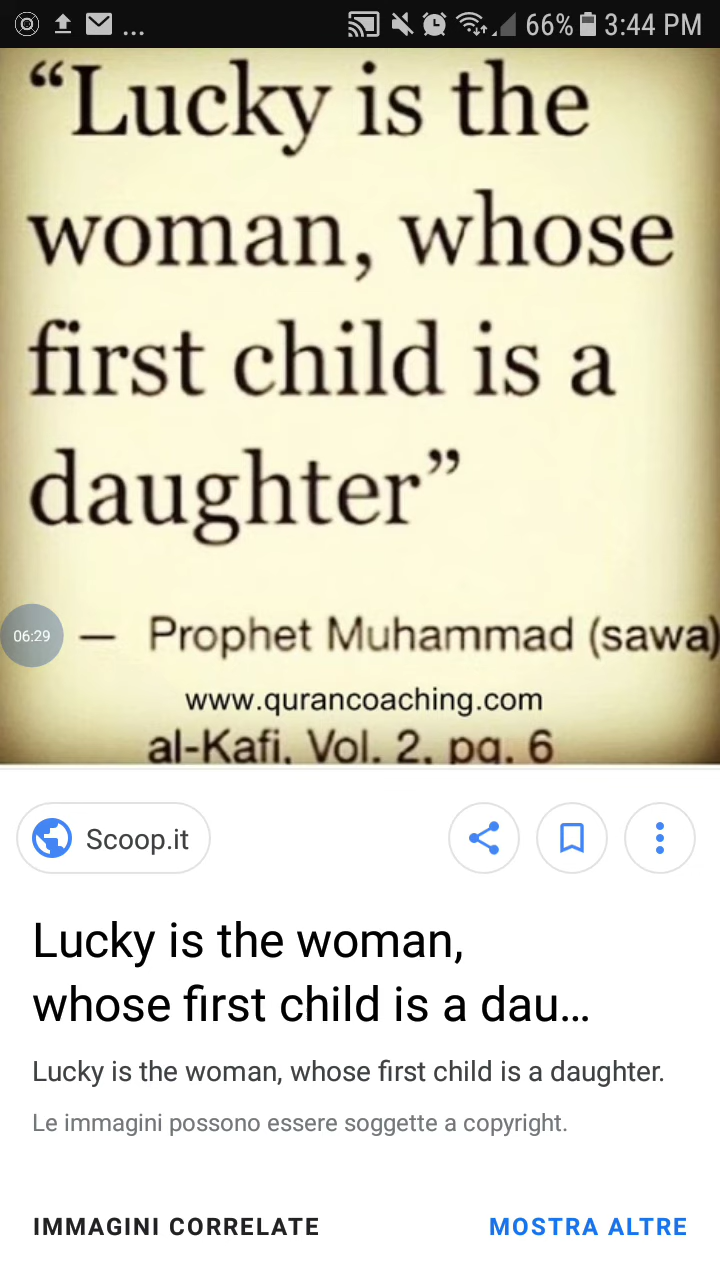 ... 66% 3:44 PM
“Lucky is the
woman, whose
first child is a
daughter”
06:29 — Prophet Muhammad (sawa)
www.qurancoaching.com
al-Kafi, Vol. 2, pg. 6
Scoop.it
Lucky is the woman,
whose first child is a dau...
Lucky is the woman, whose first child is a daughter.
Le immagini possono essere soggette a copyright.
IMMAGINI CORRELATE MOSTRA ALTRE